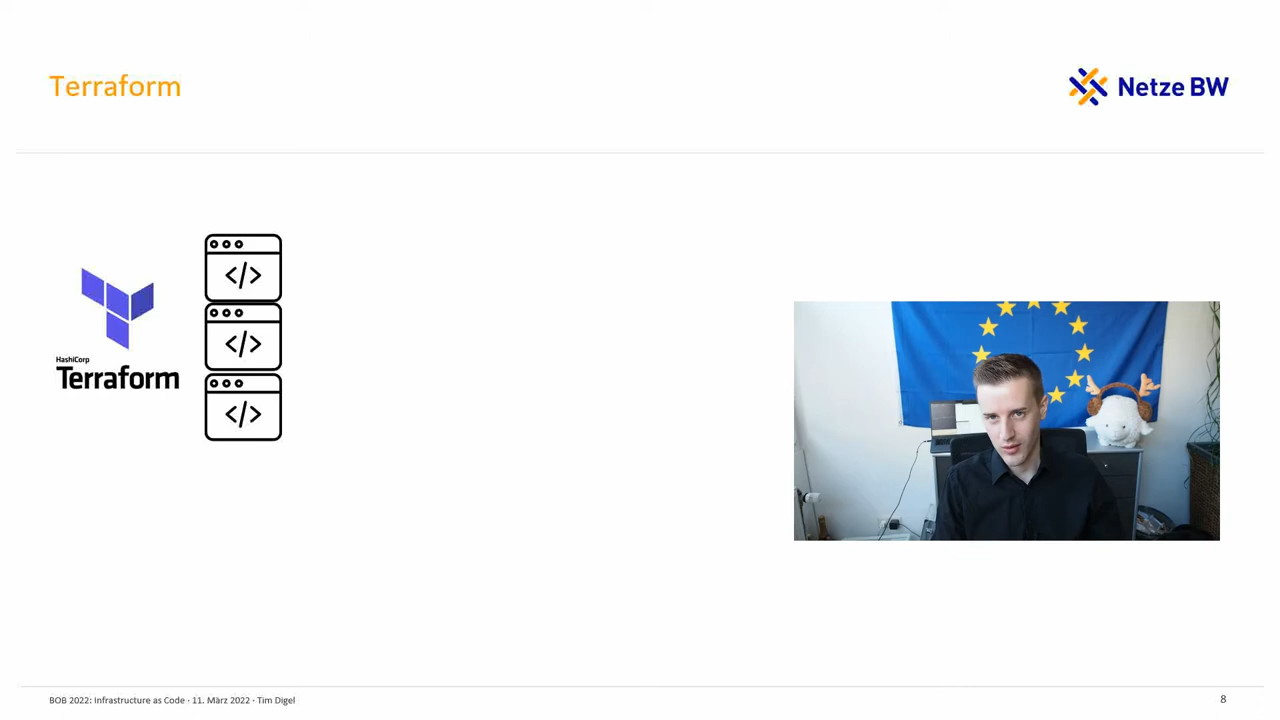 Terraform
Netze BW
</>
</>
</>
HashiCorp
Terraform
BOB 2022: Infrastructure as Code · 11. März 2022 · Tim Digel
8